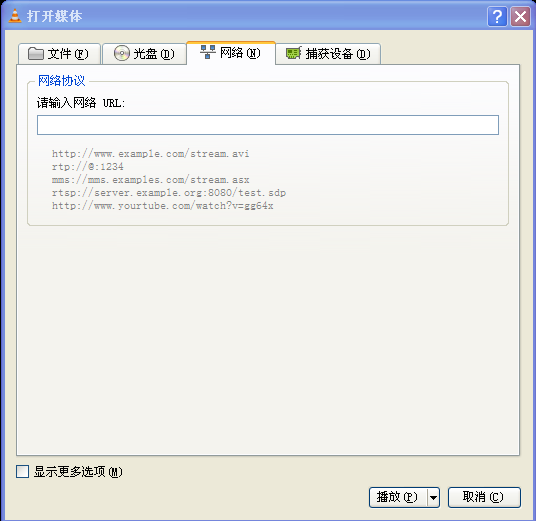 打开媒体
文件(F) 光盘(D) 网络(N) 捕获设备(D)
网络协议
请输入网络 URL:
http://www.example.com/stream.avi
rtp://@:1234
mms://mms.examples.com/stream.asx
rtsp://server.example.org:8080/test.sdp
http://www.yourtube.com/watch?v=gg64x
显示更多选项(M)
播放(P) 取消(C)